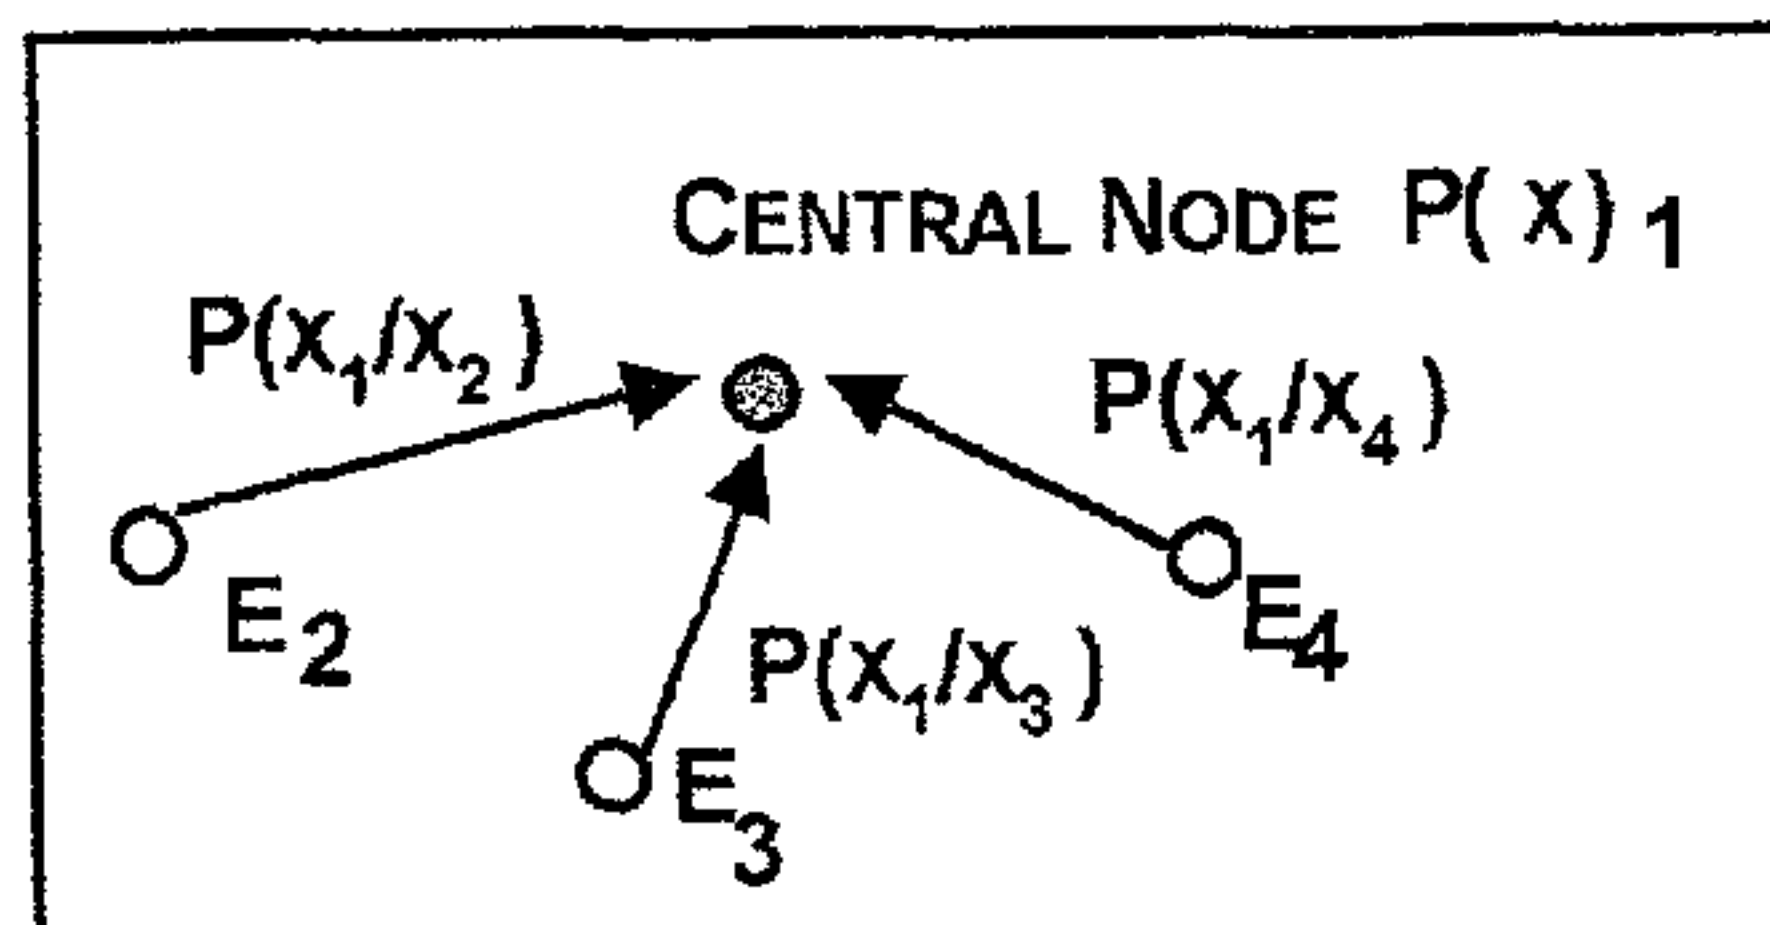 CENTRAL NODE P( x) 1
P(x₁/x₂ )
P(x₁/x₄ )
E₂
E₄
P(x₁/x₃ )
E₃